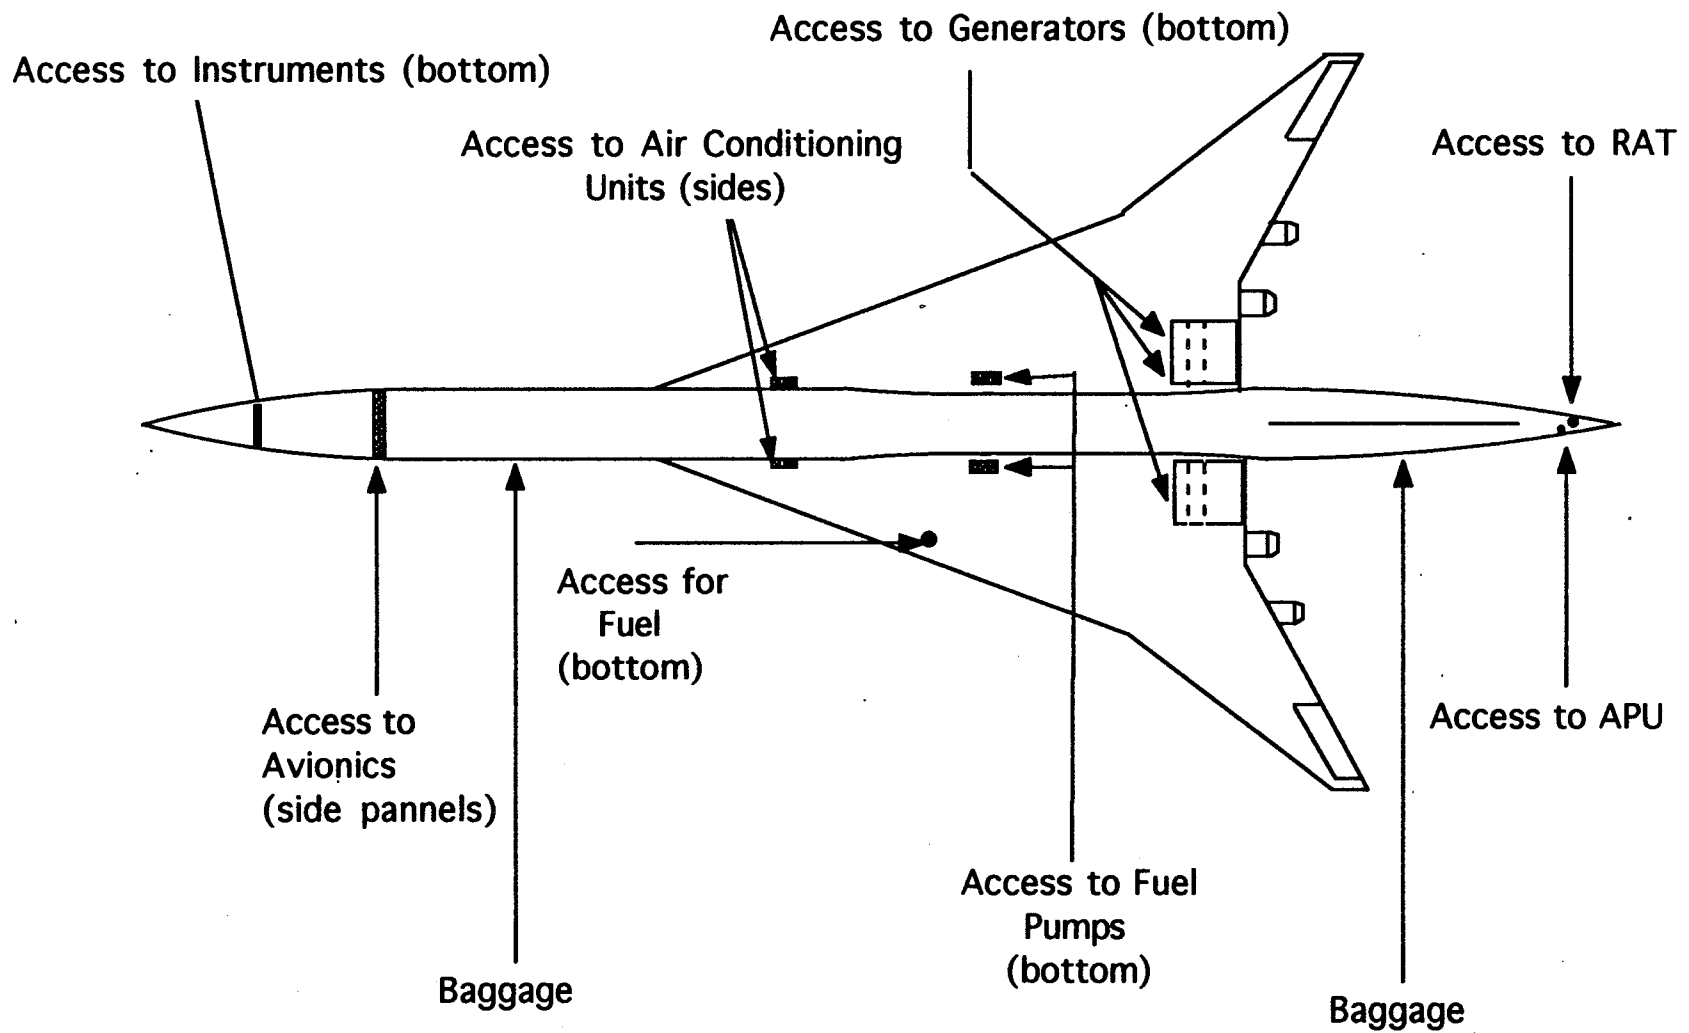 Access to Generators (bottom)
Access to Instruments (bottom)
Access to Air Conditioning
Units (sides)
Access to RAT
Access for
Fuel
(bottom)
Access to
Avionics
(side pannels)
Access to APU
Access to Fuel
Pumps
(bottom)
Baggage
Baggage